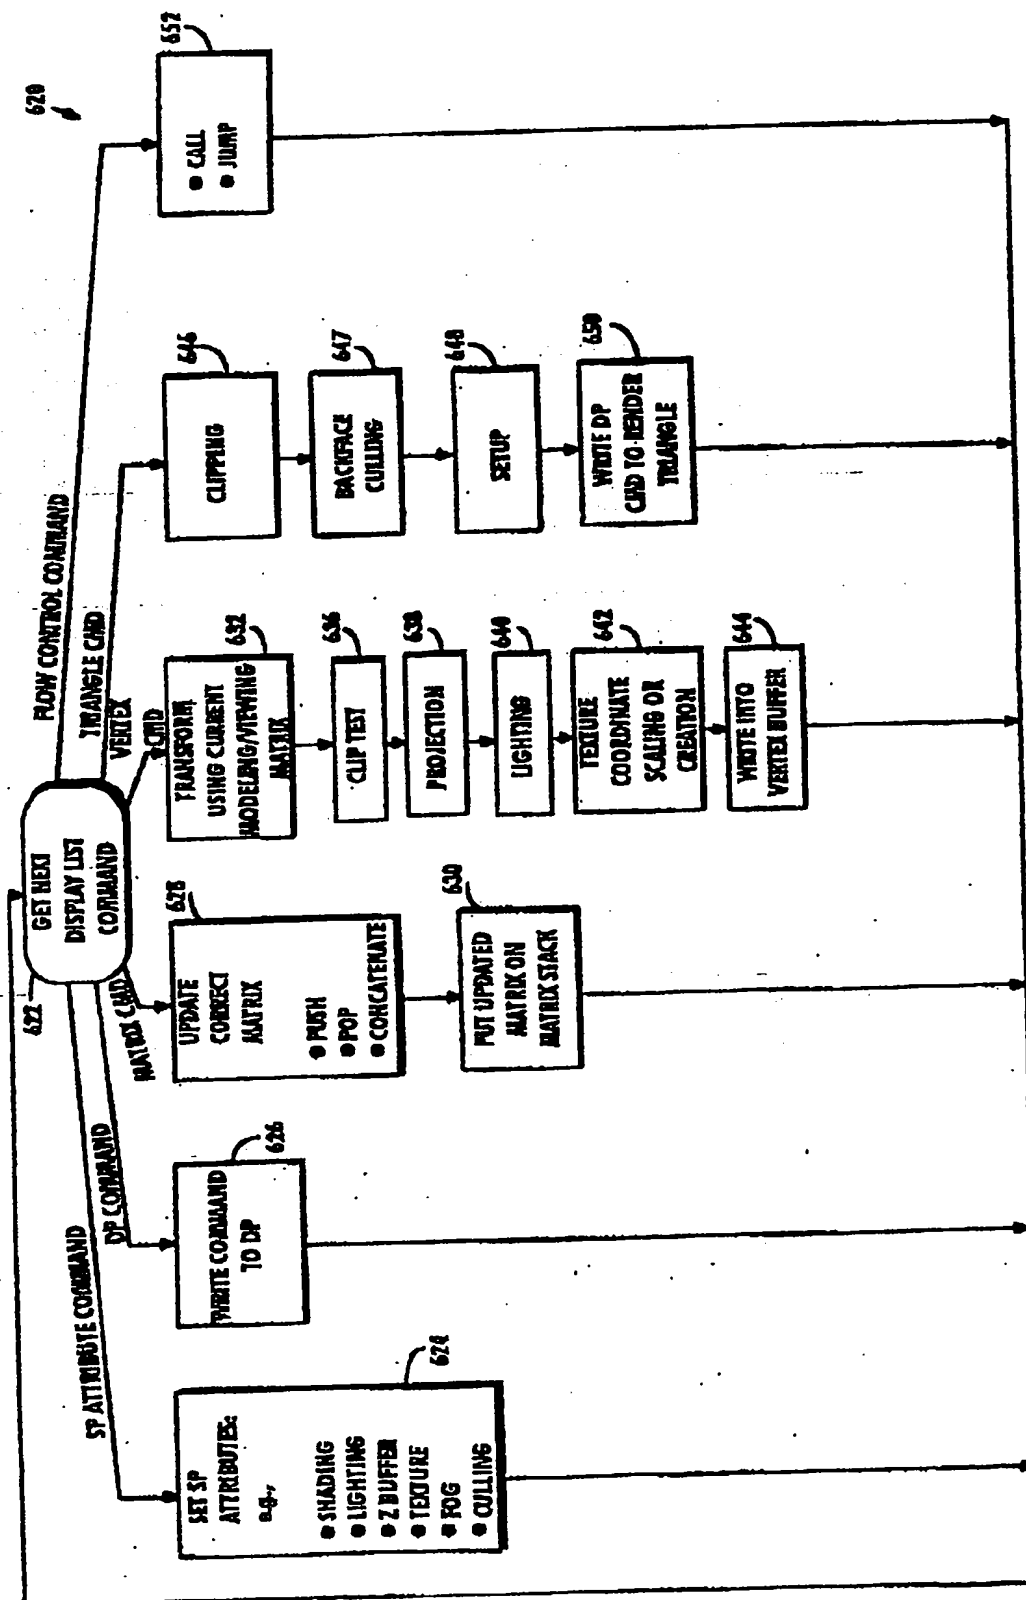 620
GET NEXT
DISPLAY LIST
COMMAND
622
SP ATTRIBUTE COMMAND
DP COMMAND
MATRIX CMD
VERTEX
CMD
TRIANGLE CMD
FLOW CONTROL COMMAND
SET SP
ATTRIBUTES:
e.g.,
● SHADING
● LIGHTING
● Z BUFFER
● TEXTURE
● FOG
● CULLING
624
WRITE COMMAND
TO DP
626
UPDATE
CORRECT
MATRIX
● PUSH
● POP
● CONCATENATE
628
PUT UPDATED
MATRIX ON
MATRIX STACK
630
TRANSFORM
USING CURRENT
MODELING/VIEWING
MATRIX
632
CLIP TEST
636
PROJECTION
638
LIGHTING
640
TEXTURE
COORDINATE
SCALING OR
CREATION
642
WRITE INTO
VERTEX BUFFER
644
CLIPPING
646
BACKFACE
CULLING
647
SETUP
648
WRITE DP
CMD TO RENDER
TRIANGLE
650
● CALL
● JUMP
652